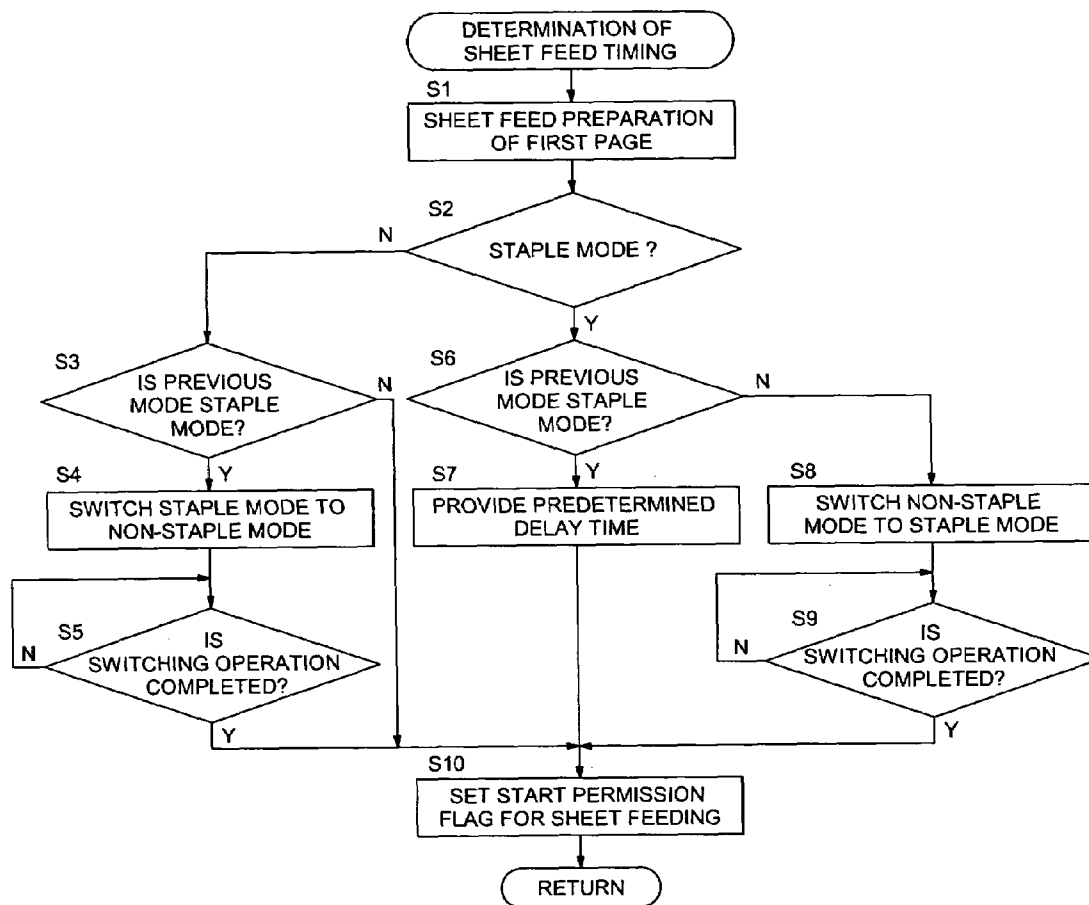 DETERMINATION OF
SHEET FEED TIMING
S1
SHEET FEED PREPARATION
OF FIRST PAGE
S2
N
STAPLE MODE ?
Y
S3
IS PREVIOUS
MODE STAPLE
MODE?
N
Y
S6
IS PREVIOUS
MODE STAPLE
MODE?
N
Y
S4
SWITCH STAPLE MODE TO
NON-STAPLE MODE
S7
PROVIDE PREDETERMINED
DELAY TIME
S8
SWITCH NON-STAPLE
MODE TO STAPLE MODE
S5
IS
SWITCHING OPERATION
COMPLETED?
N
Y
S9
IS
SWITCHING OPERATION
COMPLETED?
N
Y
S10
SET START PERMISSION
FLAG FOR SHEET FEEDING
RETURN